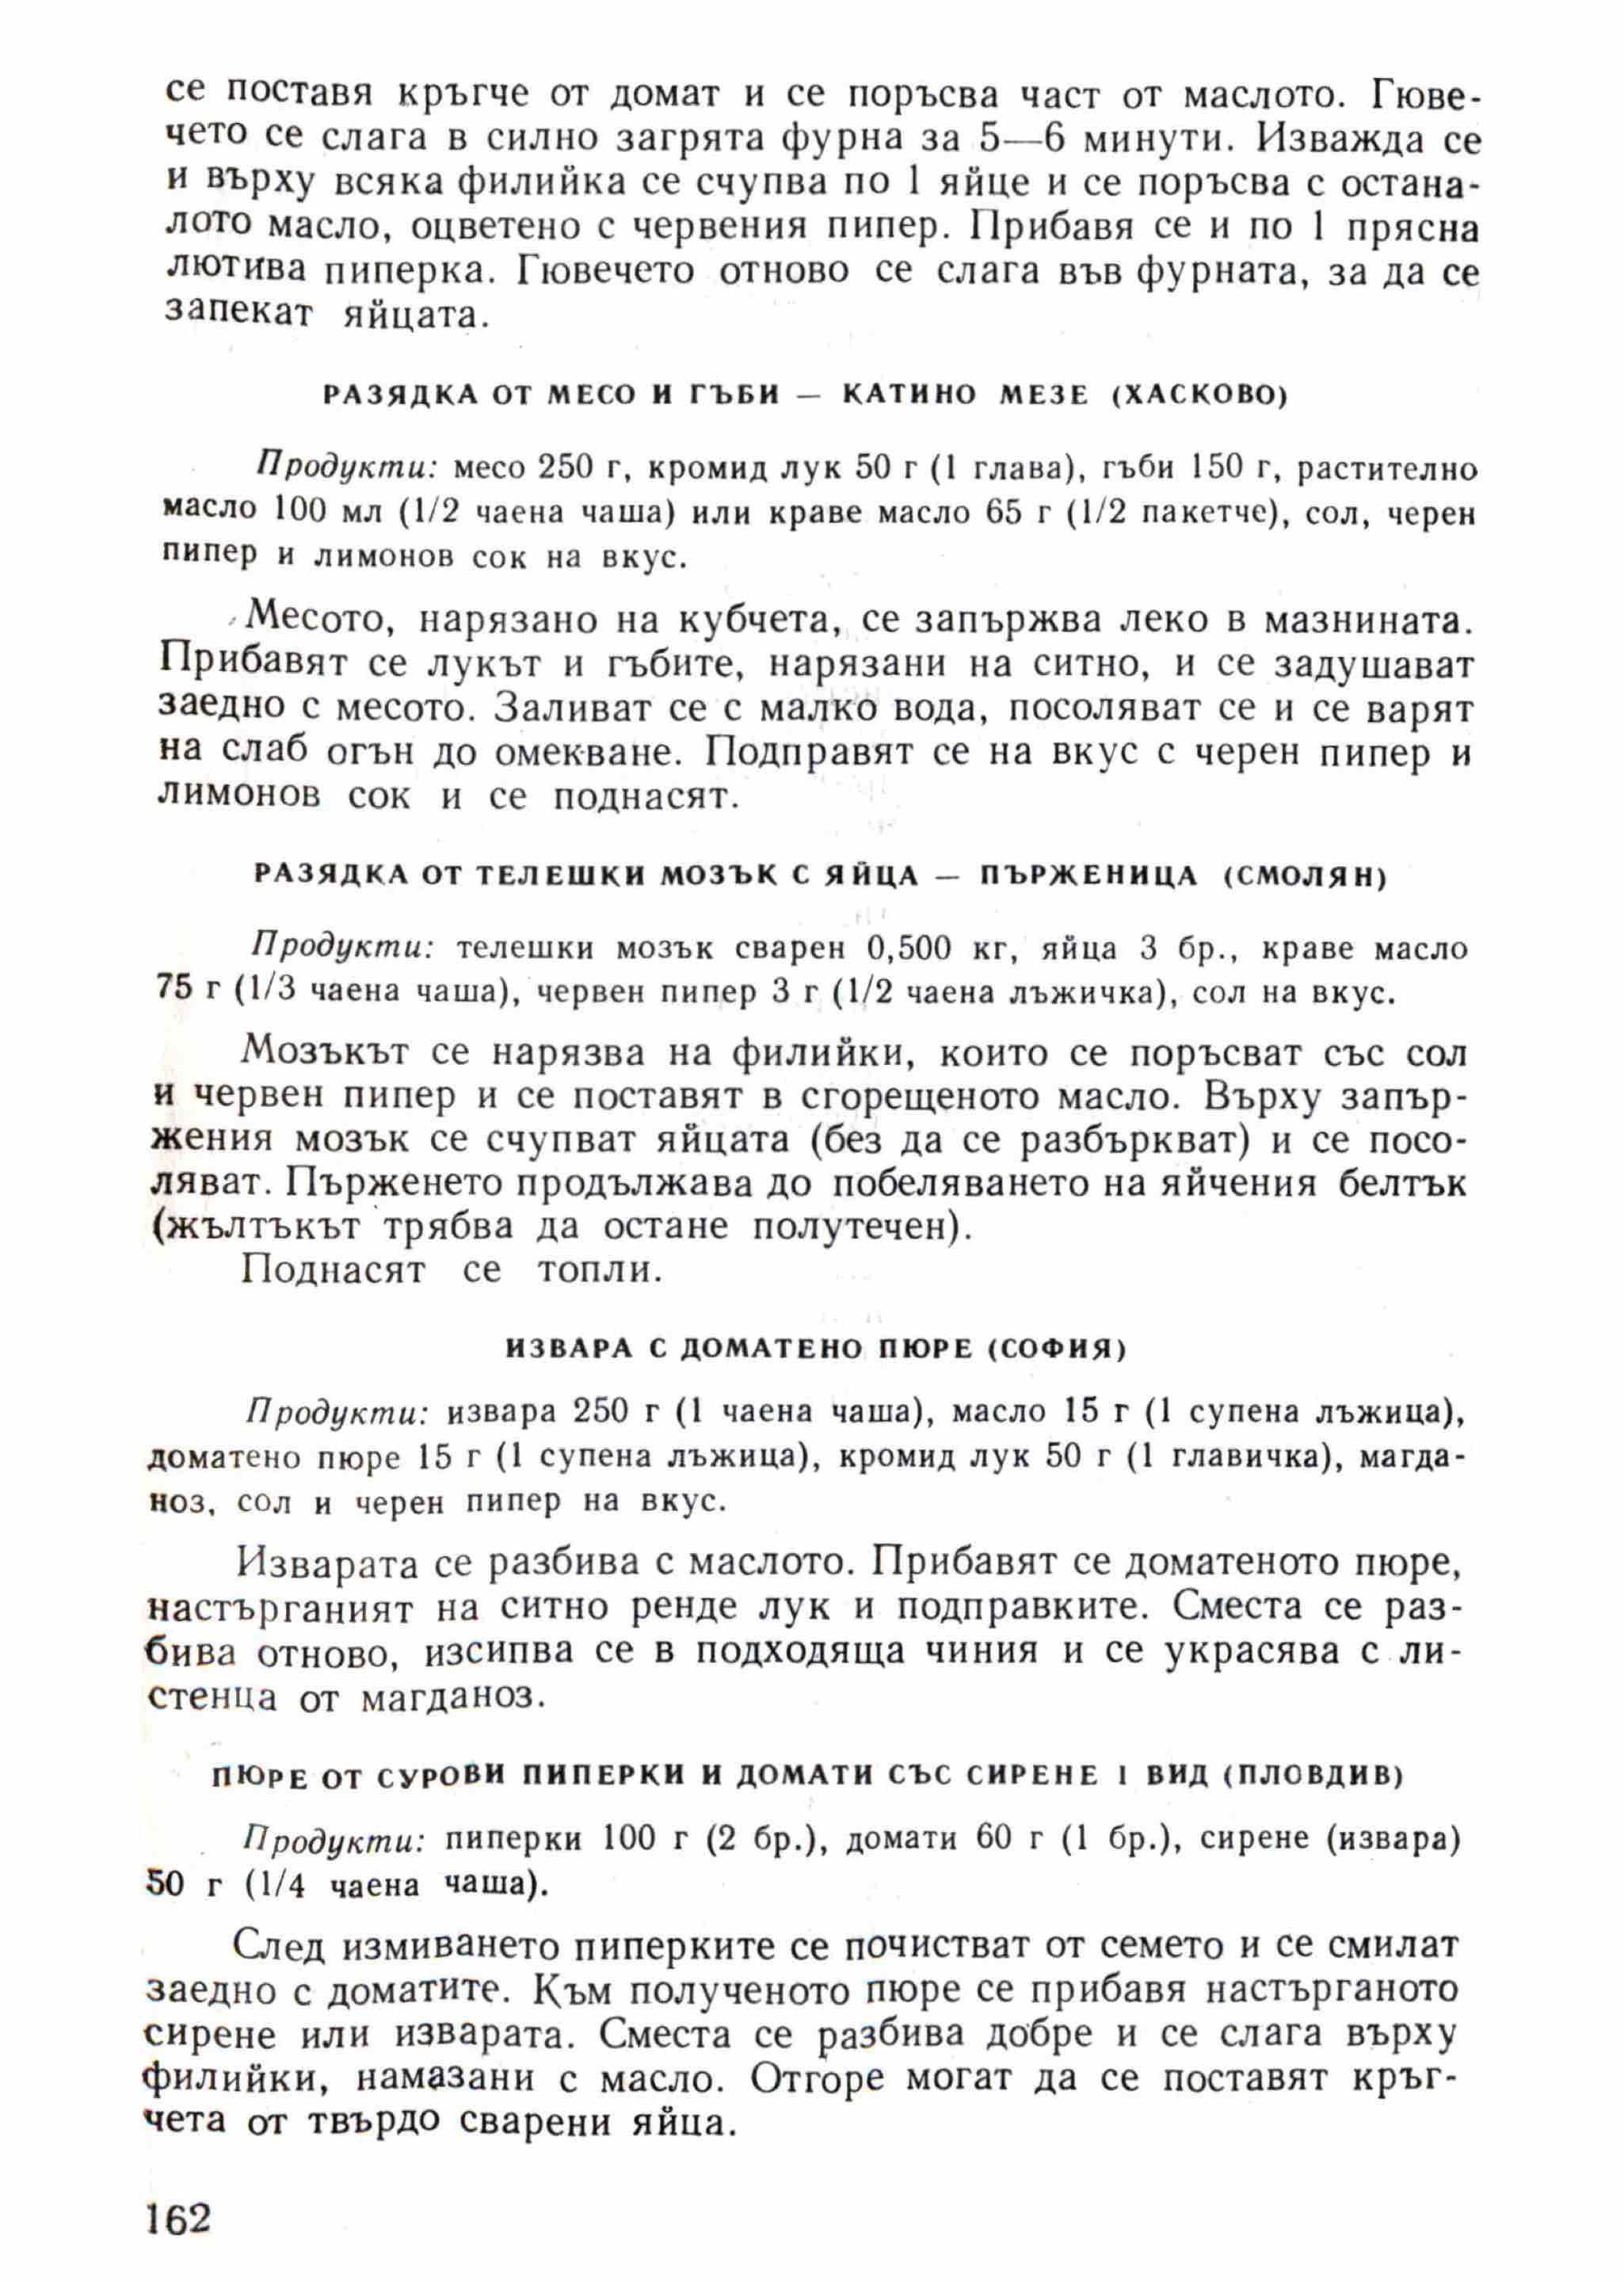 се поставя кръгче от домат и се поръсва част от маслото. Гюве-
чето се слага в силно загрята фурна за 5—6 минути. Изважда се
и върху всяка филийка се счупва по 1 яйце и се поръсва с остана-
лото масло, оцветено с червения пипер. Прибавя се и по 1 прясна
лютива пиперка. Гювечето отново се слага във фурната, за да се
запекат яйцата.
РАЗЯДКА ОТ МЕСО И ГЪБИ — КАТИНО МЕЗЕ (ХАСКОВО)
Продукти: месо 250 г, кромид лук 50 г (1 глава), гъби 150 г, растително
масло 100 мл (1/2 чаена чаша) или краве масло 65 г (1/2 пакетче), сол, черен
пипер и лимонов сок на вкус.
Месото, нарязано на кубчета, се запържва леко в мазнината.
Прибавят се лукът и гъбите, нарязани на ситно, и се задушават
заедно с месото. Заливат се с малко вода, посоляват се и се варят
на слаб огън до омекване. Подправят се на вкус с черен пипер и
лимонов сок и се поднасят.
РАЗЯДКА ОТ ТЕЛЕШКИ МОЗЪК С ЯЙЦА — ПЪРЖЕНИЦА (СМОЛЯН)
Продукти: телешки мозък сварен 0,500 кг, яйца 3 бр., краве масло
75 г (1/3 чаена чаша), червен пипер 3 г (1/2 чаена лъжичка), сол на вкус.
Мозъкът се нарязва на филийки, които се поръсват със сол
и червен пипер и се поставят в сгорещеното масло. Върху запър-
жения мозък се счупват яйцата (без да се разбъркват) и се посо-
ляват. Пърженето продължава до побеляването на яйчения белтък
(жълтъкът трябва да остане полутечен).
Поднасят се топли.
ИЗВАРА С ДОМАТЕНО ПЮРЕ (СОФИЯ)
Продукти: извара 250 г (1 чаена чаша), масло 15 г (1 супена лъжица),
доматено пюре 15 г (1 супена лъжица), кромид лук 50 г (1 главичка), магда-
ноз, сол и черен пипер на вкус.
Изварата се разбива с маслото. Прибавят се доматеното пюре,
настърганият на ситно ренде лук и подправките. Сместа се раз-
бива отново, изсипва се в подходяща чиния и се украсява с ли-
стенца от магданоз.
ПЮРЕ ОТ СУРОВИ ПИПЕРКИ И ДОМАТИ СЪС СИРЕНЕ I ВИД (ПЛОВДИВ)
Продукти: пиперки 100 г (2 бр.), домати 60 г (1 бр.), сирене (извара)
50 г (1/4 чаена чаша).
След измиването пиперките се почистват от семето и се смилат
заедно с доматите. Към полученото пюре се прибавя настърганото
сирене или изварата. Сместа се разбива добре и се слага върху
филийки, намазани с масло. Отгоре могат да се поставят кръг-
чета от твърдо сварени яйца.
162